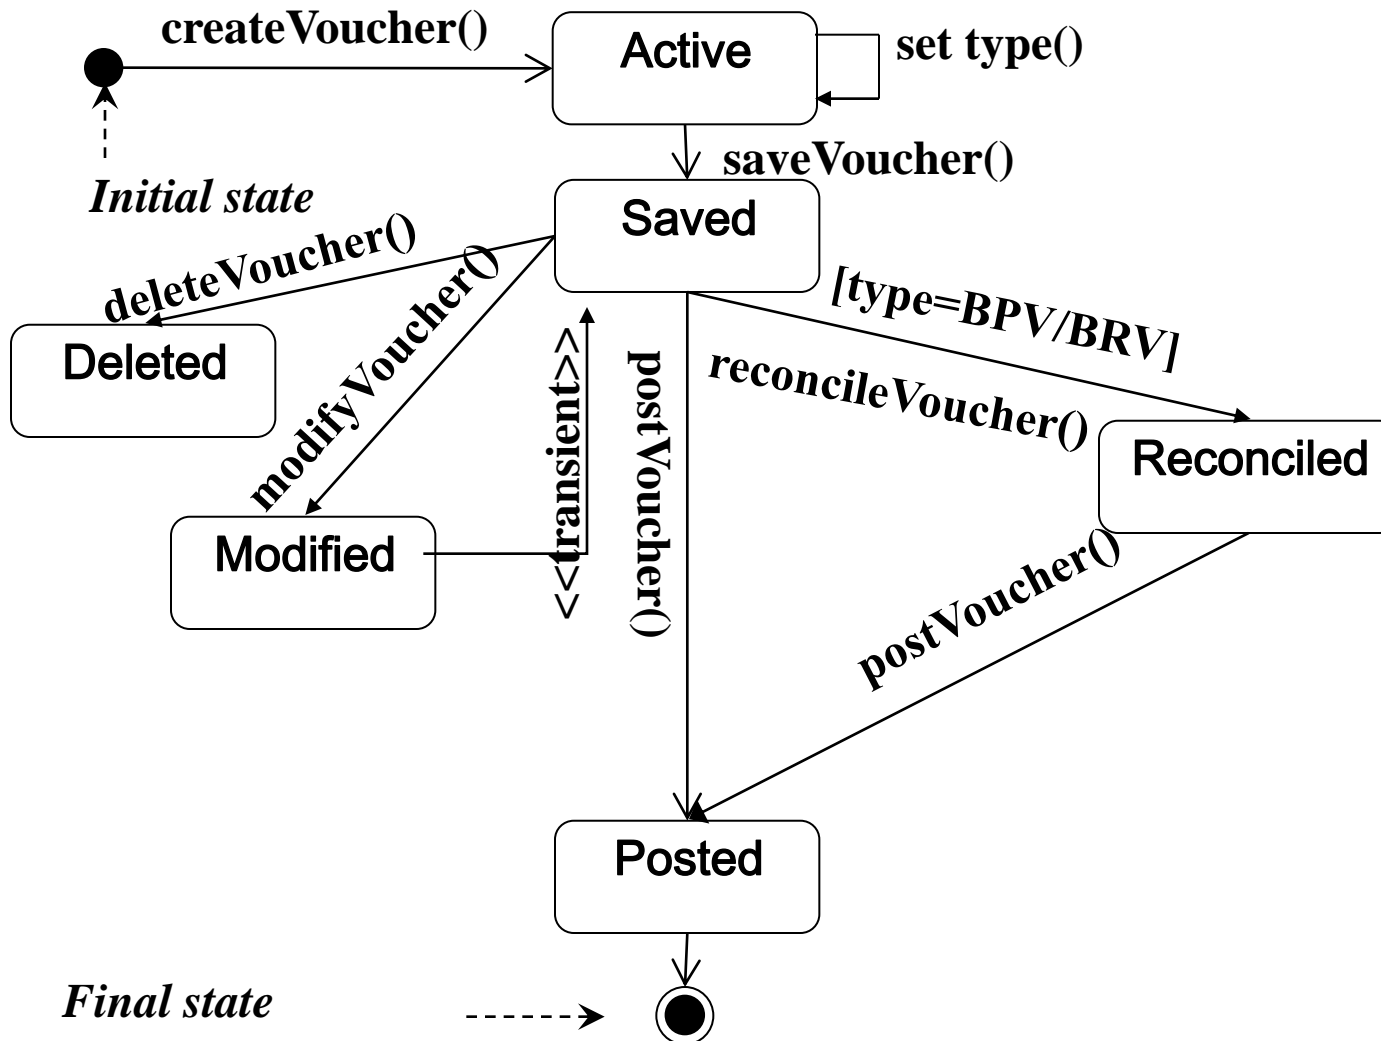 createVoucher()
Active
set type()
saveVoucher()
Initial state
Saved
deleteVoucher()
[type=BPV/BRV]
Deleted
modifyVoucher()
<<transient>>
postVoucher()
reconcileVoucher()
Reconciled
Modified
postVoucher()
Posted
Final state